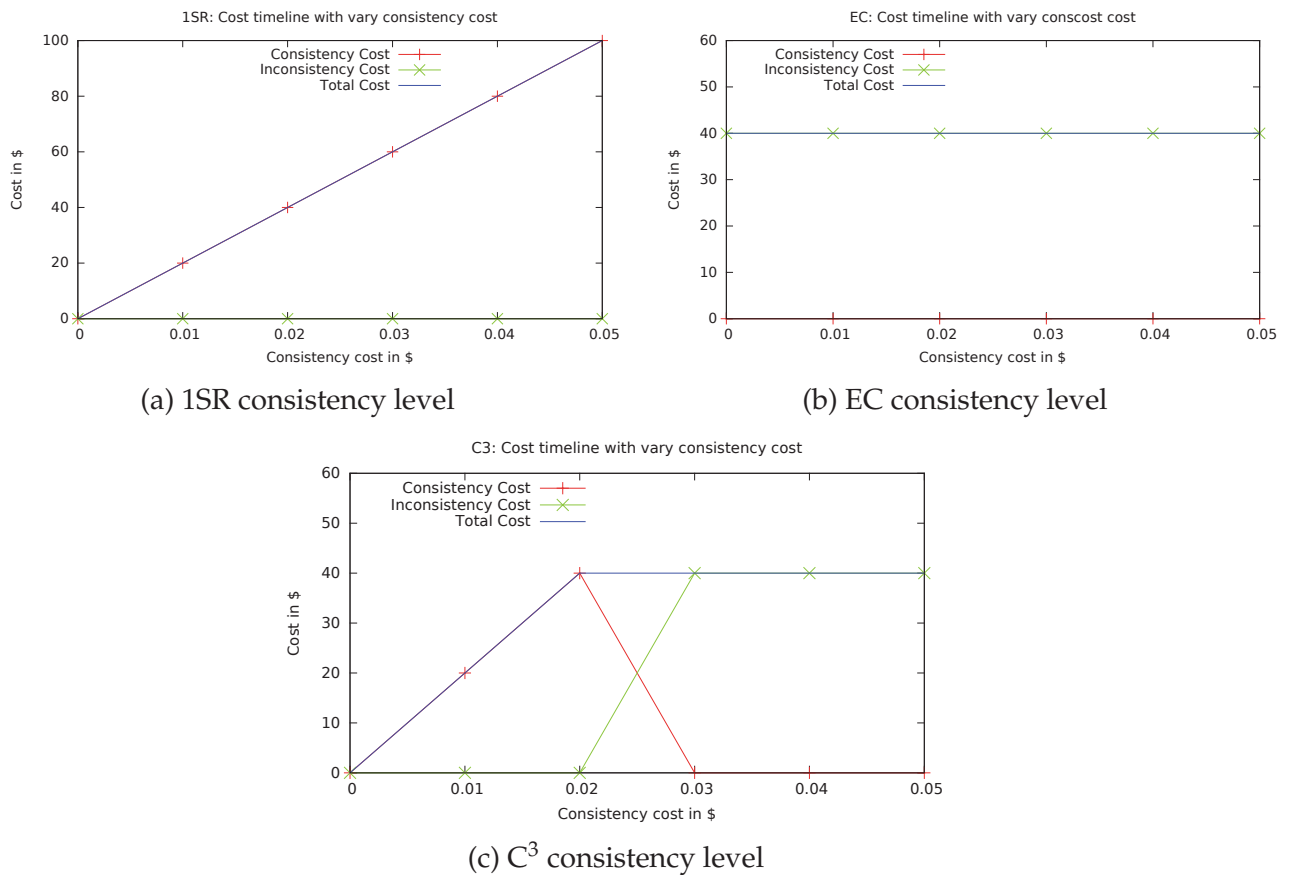 1SR: Cost timeline with vary consistency cost
100
80
60
40
20
0
Cost in $
Consistency Cost
Inconsistency Cost
Total Cost
0 0.01 0.02 0.03 0.04 0.05
Consistency cost in $
(a) 1SR consistency level
EC: Cost timeline with vary conscost cost
60
50
40
30
20
10
0
Cost in $
Consistency Cost
Inconsistency Cost
Total Cost
0 0.01 0.02 0.03 0.04 0.05
Consistency cost in $
(b) EC consistency level
C3: Cost timeline with vary consistency cost
60
50
40
30
20
10
0
Cost in $
Consistency Cost
Inconsistency Cost
Total Cost
0 0.01 0.02 0.03 0.04 0.05
Consistency cost in $
(c) C³ consistency level